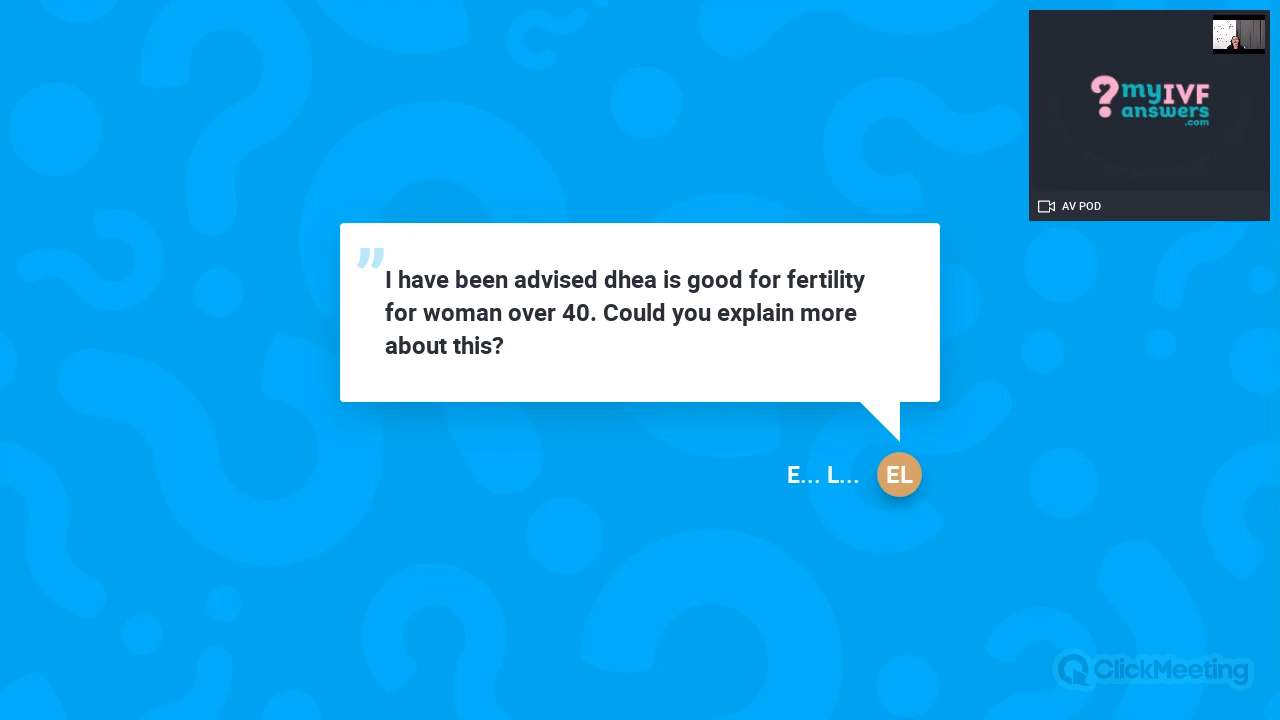 myIVF
answers
.com
AV POD
I have been advised dhea is good for fertility
for woman over 40. Could you explain more
about this?
E... L...
EL
ClickMeeting